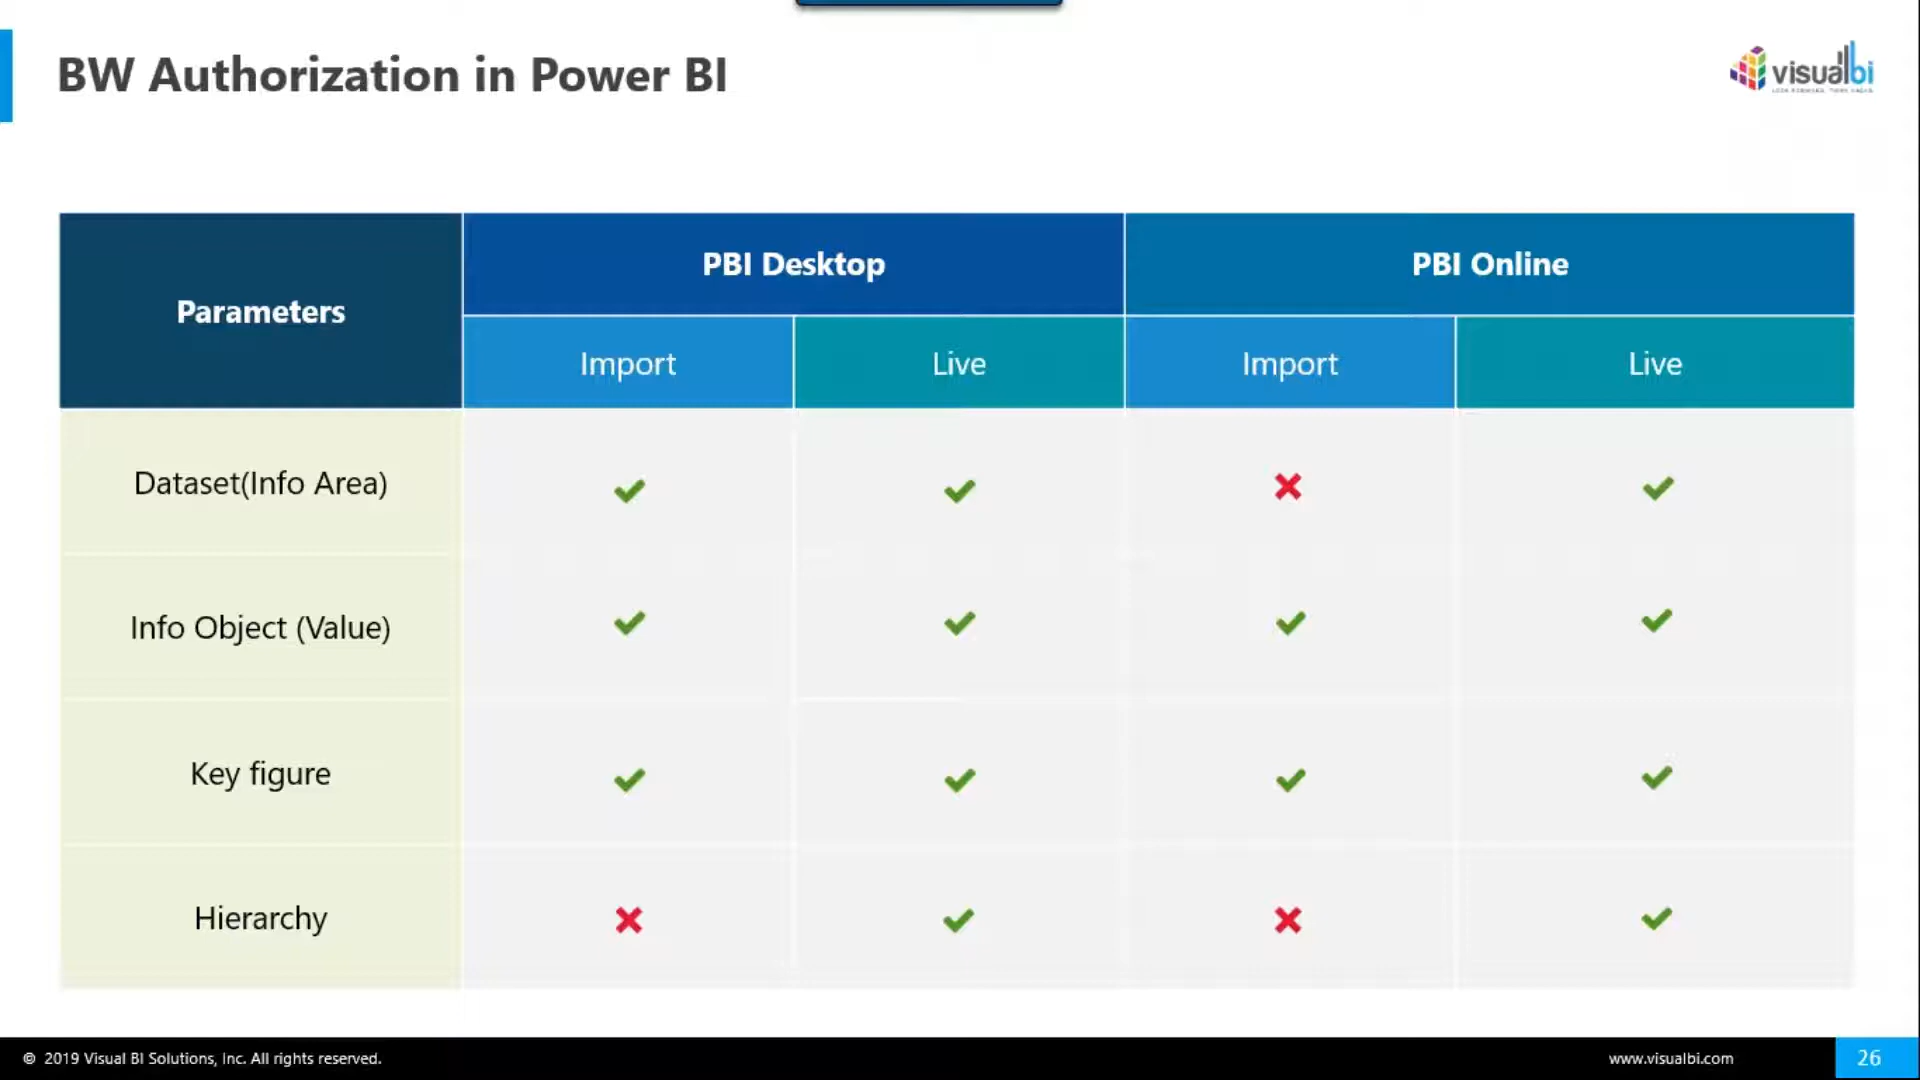 BW Authorization in Power BI
visualbi
Parameters
PBI Desktop
PBI Online
Import
Live
Import
Live
Dataset(Info Area)
Info Object (Value)
Key figure
Hierarchy
© 2019 Visual BI Solutions, Inc. All rights reserved.
www.visualbi.com
26